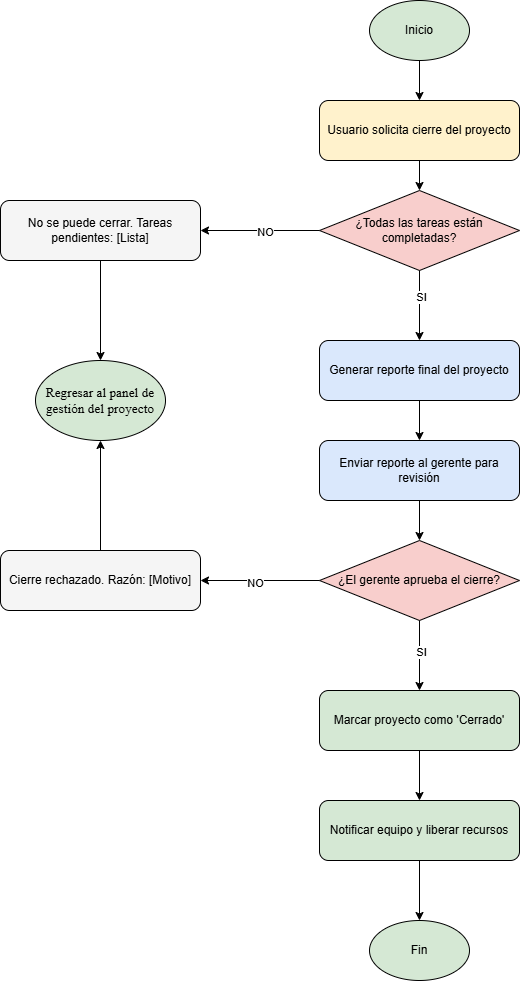 Inicio
Usuario solicita cierre del proyecto
¿Todas las tareas están
completadas?
NO
No se puede cerrar. Tareas
pendientes: [Lista]
SI
Generar reporte final del proyecto
Regresar al panel de
gestión del proyecto
Enviar reporte al gerente para
revisión
¿El gerente aprueba el cierre?
NO
Cierre rechazado. Razón: [Motivo]
SI
Marcar proyecto como 'Cerrado'
Notificar equipo y liberar recursos
Fin